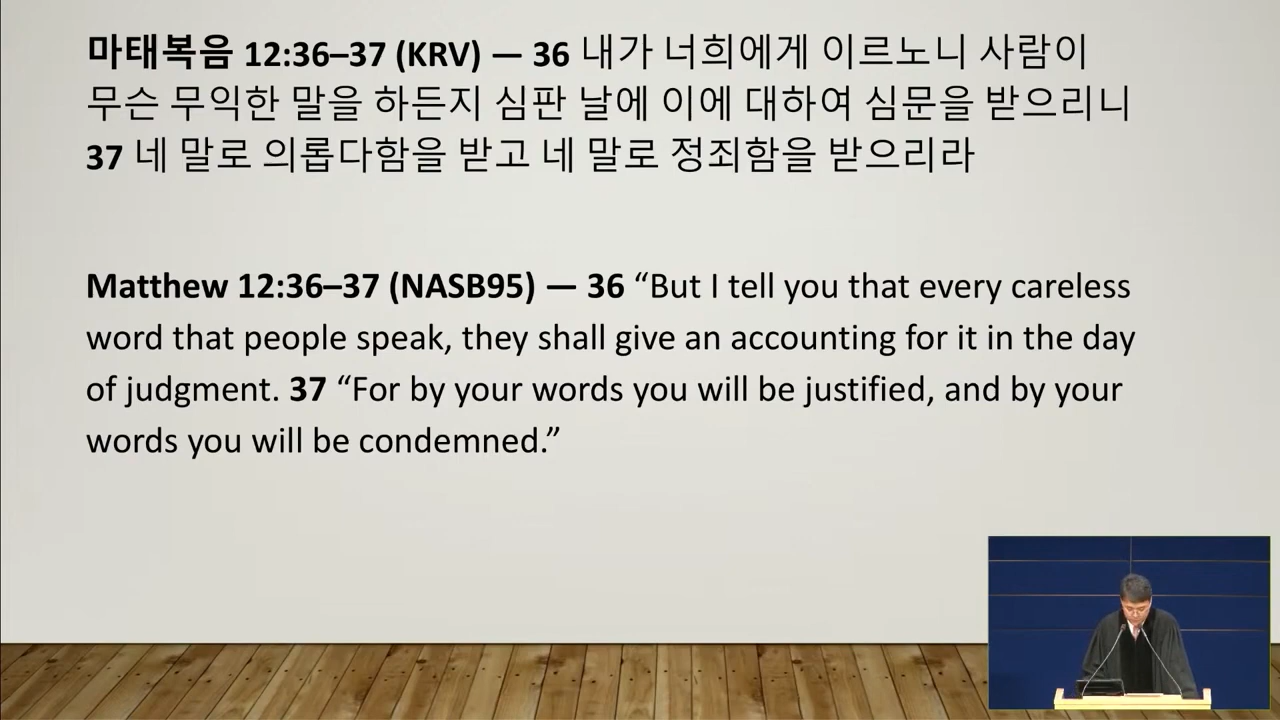 마태복음 12:36–37 (KRV) — 36 내가 너희에게 이르노니 사람이
무슨 무익한 말을 하든지 심판 날에 이에 대하여 심문을 받으리니
37 네 말로 의롭다함을 받고 네 말로 정죄함을 받으리라
Matthew 12:36–37 (NASB95) — 36 “But I tell you that every careless
word that people speak, they shall give an accounting for it in the day
of judgment. 37 “For by your words you will be justified, and by your
words you will be condemned.”